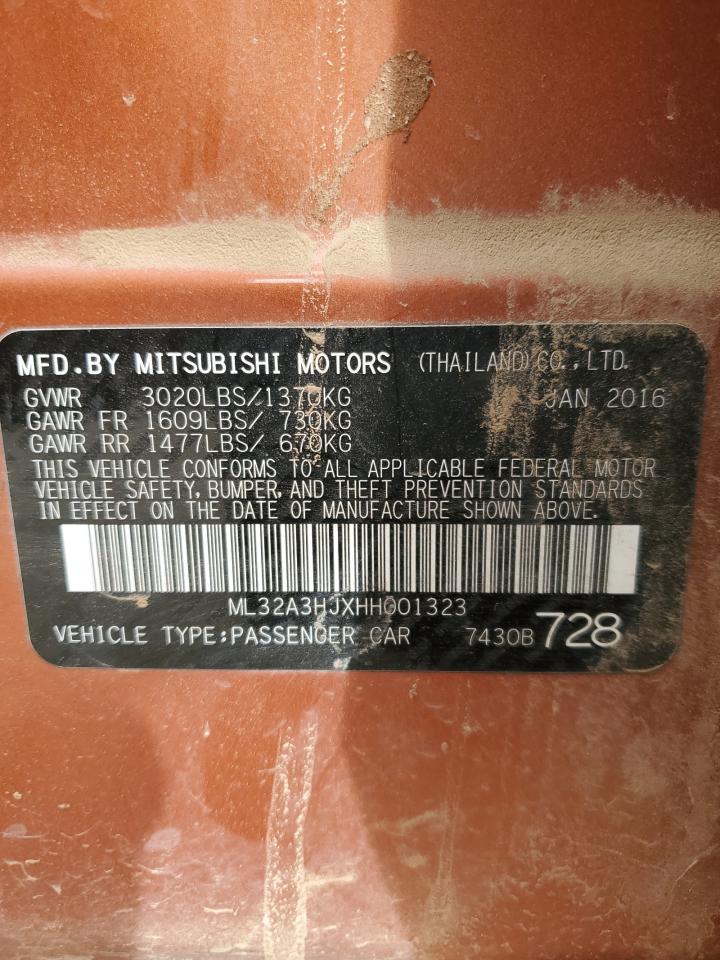 MFD.BY MITSUBISHI MOTORS (THAILAND) CO., LTD.
GVWR 3020LBS/1370KG JAN 2016
GAWR FR 1609LBS/ 730KG
GAWR RR 1477LBS/ 670KG
THIS VEHICLE CONFORMS TO ALL APPLICABLE FEDERAL MOTOR
VEHICLE SAFETY, BUMPER, AND THEFT PREVENTION STANDARDS
IN EFFECT ON THE DATE OF MANUFACTURE SHOWN ABOVE.
ML32A3HJXHH001323
VEHICLE TYPE:PASSENGER CAR 7430B 728